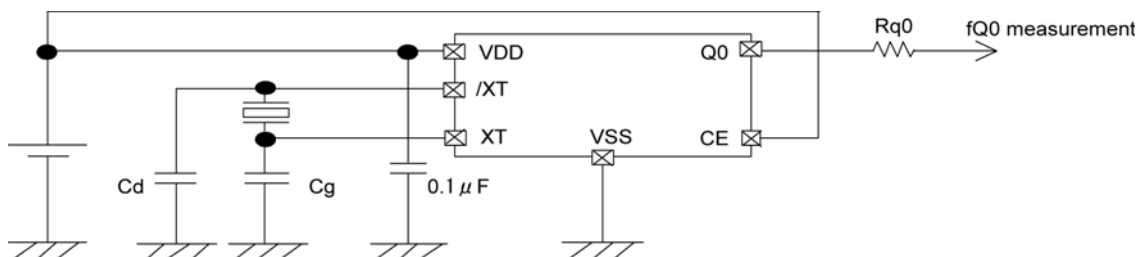 Rq0
fQ0 measurement
VDD
Q0
/XT
XT
VSS
CE
Cd
Cg
0.1μF